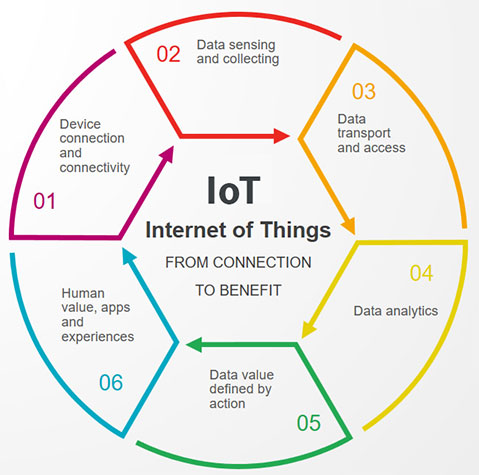 IoT
Internet of Things
FROM CONNECTION
TO BENEFIT
01
Device
connection
and
connectivity
02
Data sensing
and collecting
03
Data
transport
and access
04
Data analytics
05
Data value
defined by
action
06
Human
value, apps
and
experiences